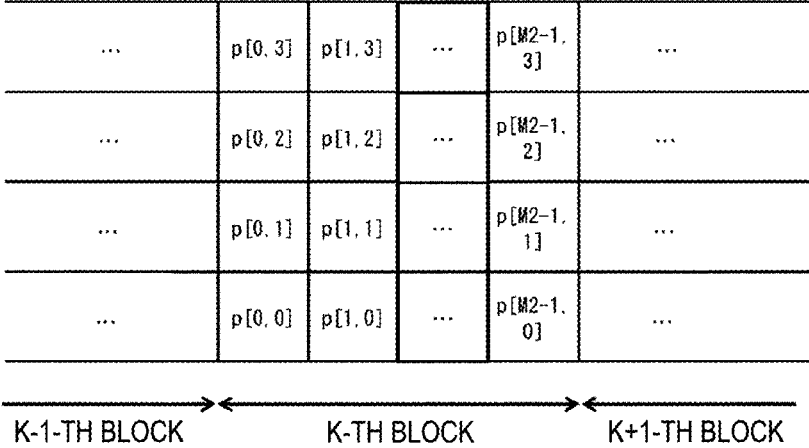 ... p[0, 3] p[1, 3] ... p[M2-1, 3] ...
... p[0, 2] p[1, 2] ... p[M2-1, 2] ...
... p[0, 1] p[1, 1] ... p[M2-1, 1] ...
... p[0, 0] p[1, 0] ... p[M2-1, 0] ...
K-1-TH BLOCK K-TH BLOCK K+1-TH BLOCK